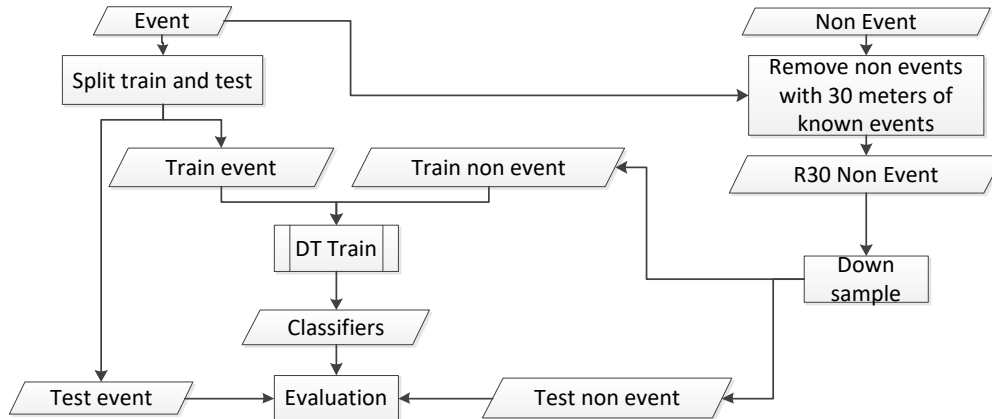 Event
Non Event
Split train and test
Remove non events
with 30 meters of
known events
Train event
Train non event
R30 Non Event
DT Train
Down
sample
Classifiers
Test event
Evaluation
Test non event